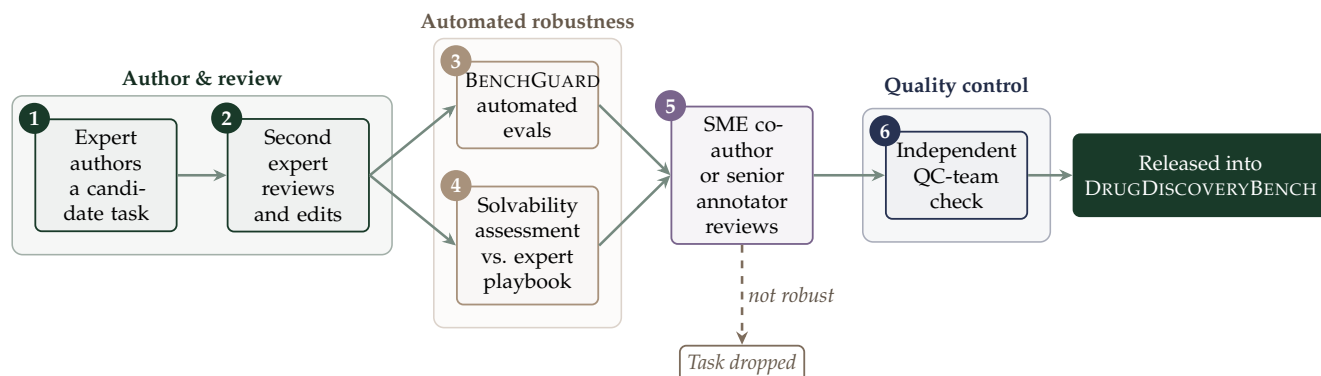 Automated robustness
Author & review
1
Expert
authors
a candi-
date task
2
Second
expert
reviews
and edits
3
BENCHGUARD
automated
evals
4
Solvability
assessment
vs. expert
playbook
5
SME co-
author
or senior
annotator
reviews
not robust
Task dropped
Quality control
6
Independent
QC-team
check
Released into
DRUGDISCOVERYBENCH